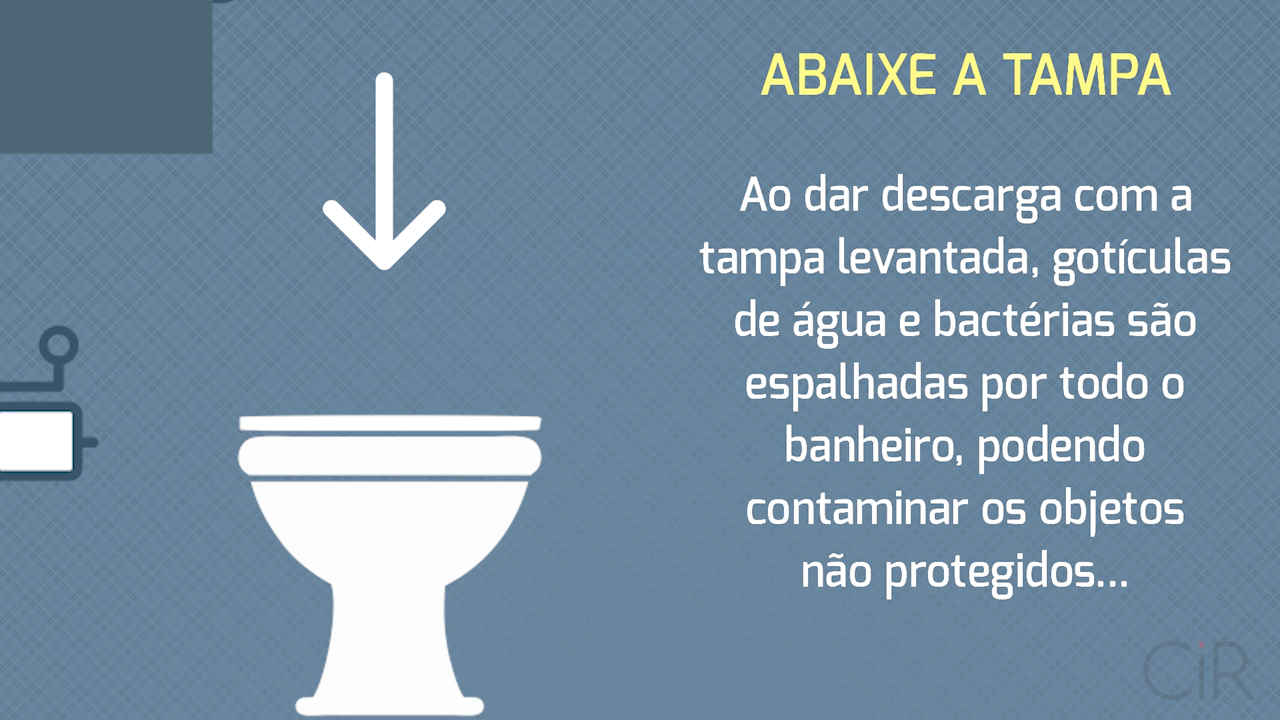 ABAIXE A TAMPA
Ao dar descarga com a
tampa levantada, gotículas
de água e bactérias são
espalhadas por todo o
banheiro, podendo
contaminar os objetos
não protegidos...
CiR